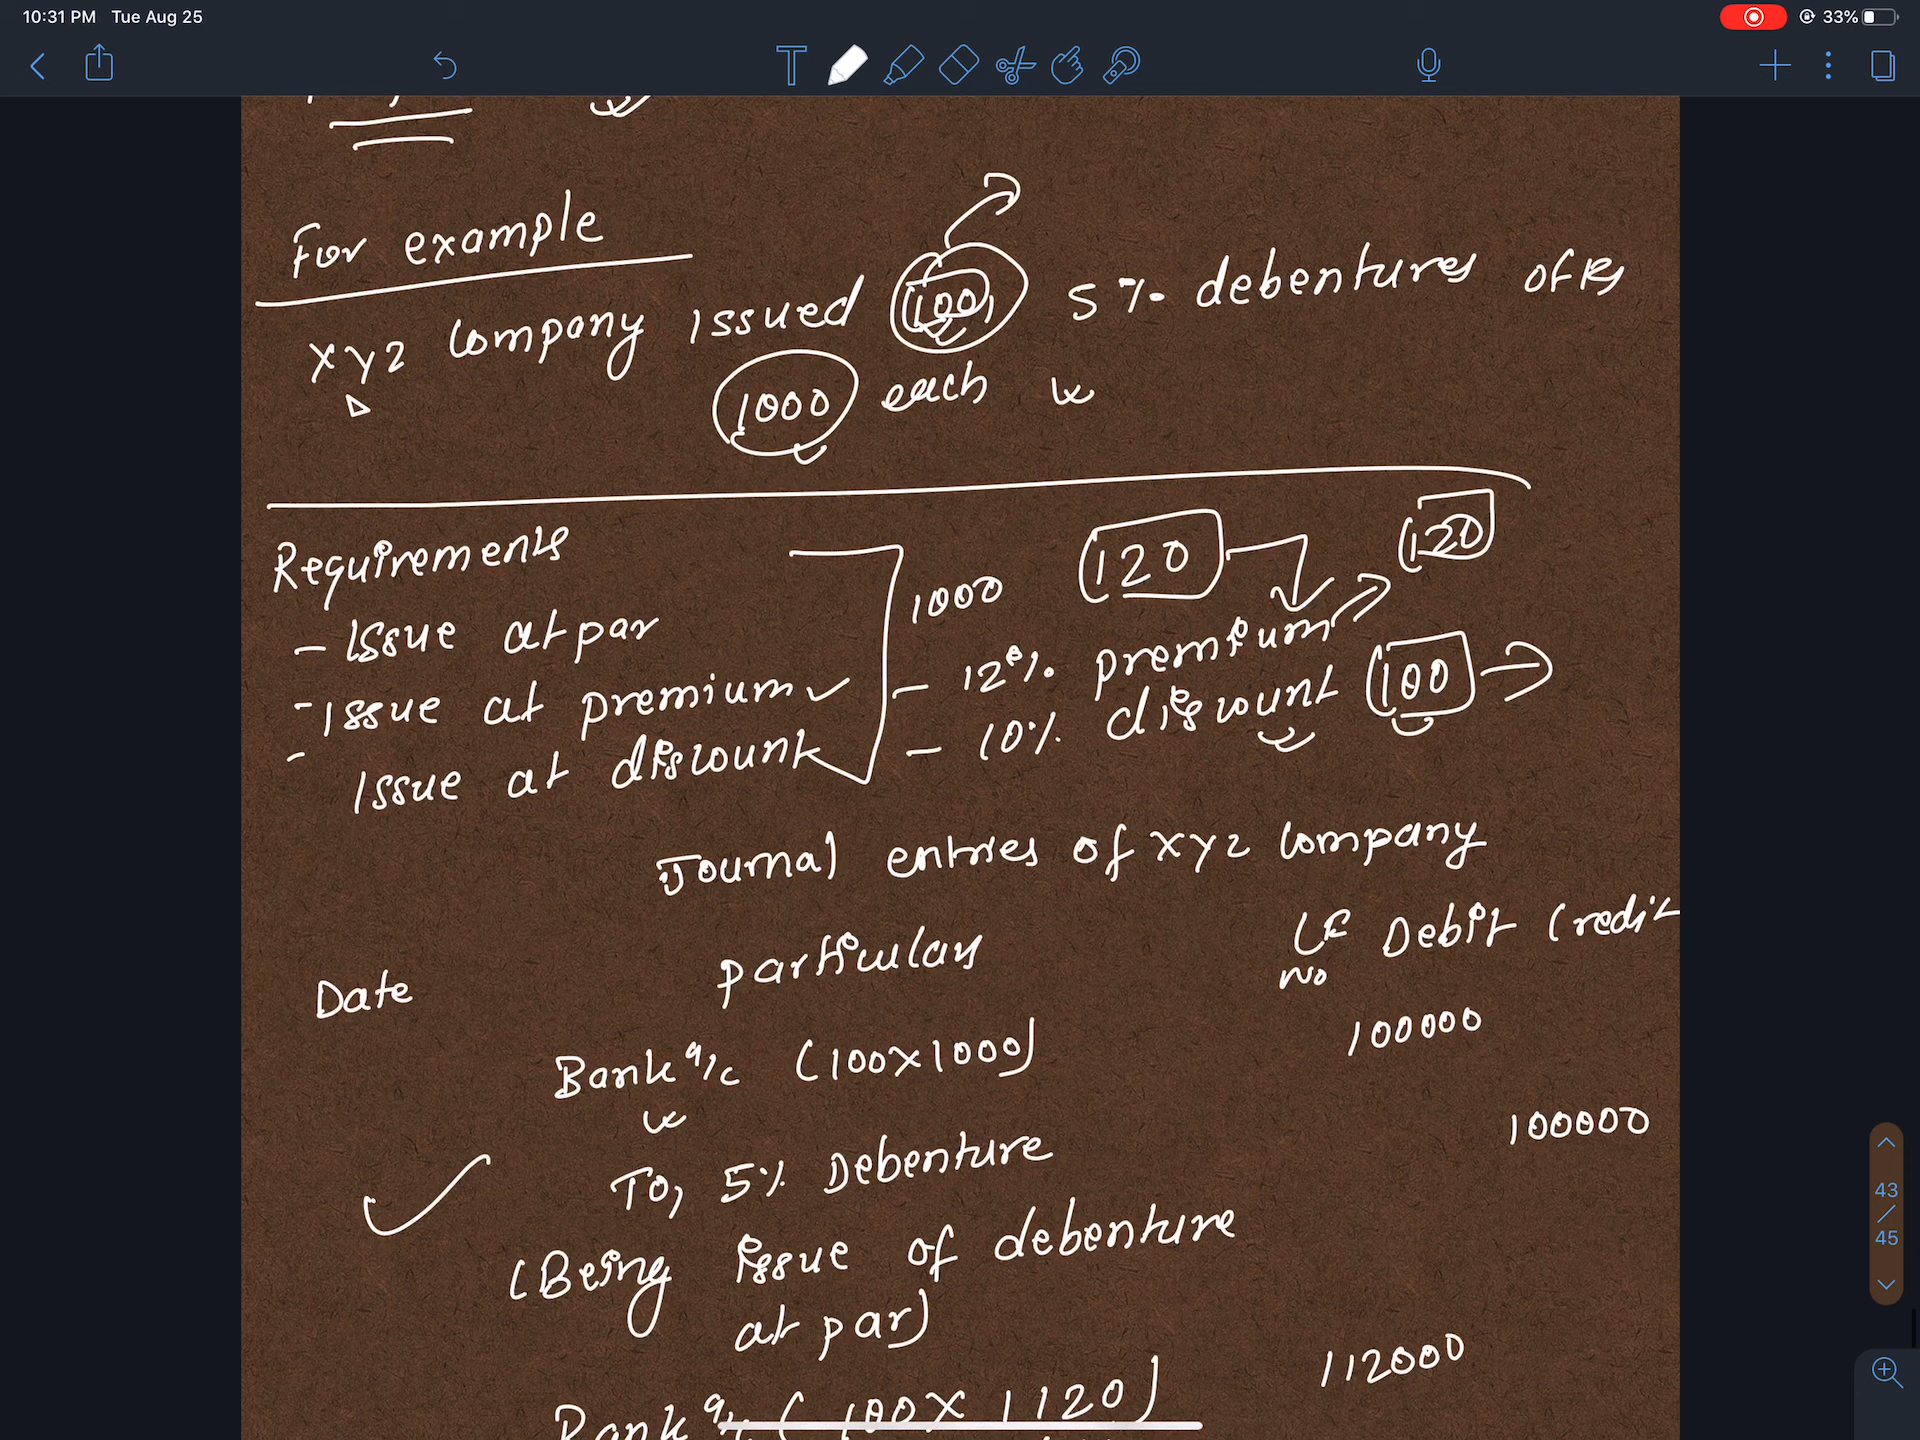 10:31 PM Tue Aug 25
33%
For example
XYZ Company issued 100, 5% debentures of Rs
1000 each
Requirements
- Issue at par
- Issue at premium
- Issue at discount
1000
120
120
- 12% premium
- 10% discount 100
Journal entries of XYZ Company
Date
particulars
LF No
Debit
Credit
Bank a/c (100×1000)
100000
To, 5% Debenture
100000
(Being issue of debenture
at par)
Bank a/c (100×1120)
112000
43
/
45